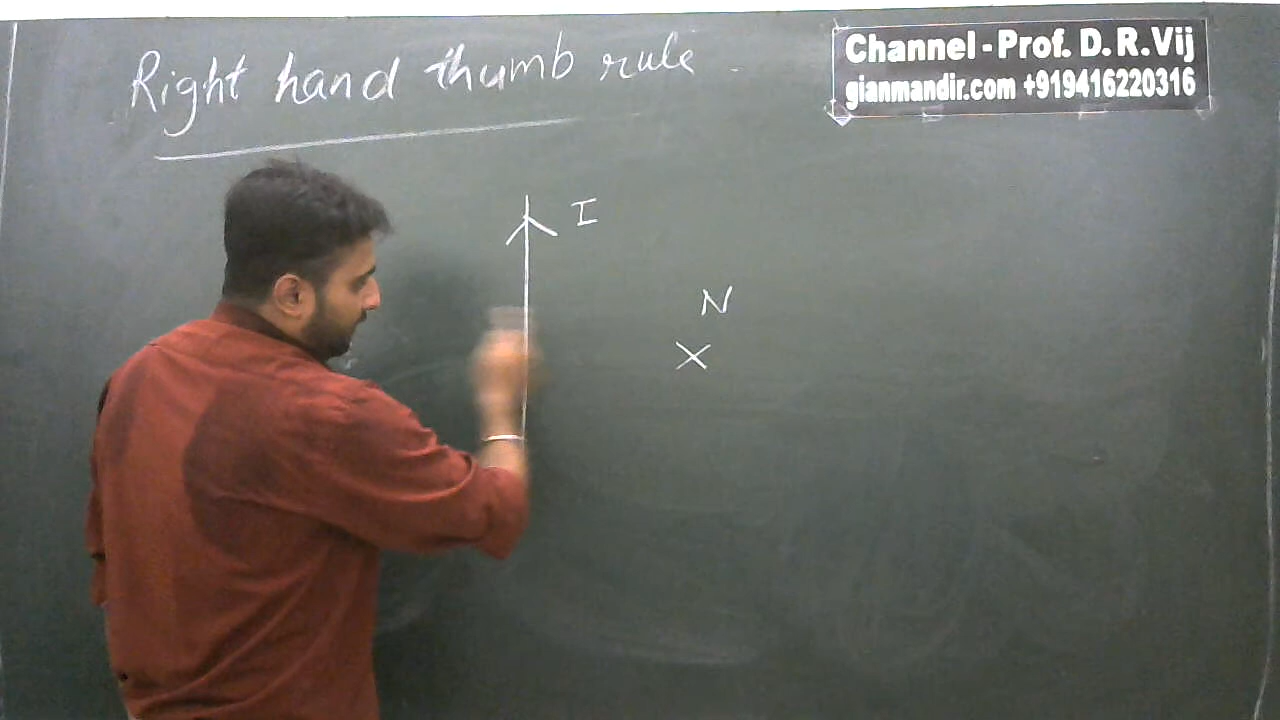 Right hand thumb rule.
Channel - Prof. D. R. Vij
gianmandir.com +919416220316
I
N
X